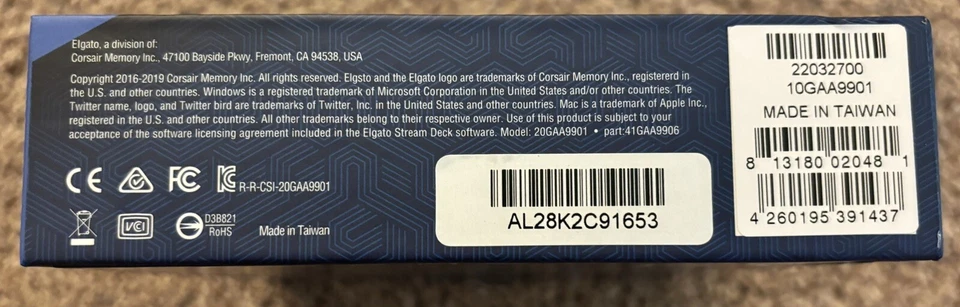 Elgato, a division of:
Corsair Memory Inc., 47100 Bayside Pkwy, Fremont, CA 94538, USA
Copyright 2016-2019 Corsair Memory Inc. All rights reserved. Elgsto and the Elgato logo are trademarks of Corsair Memory Inc., regisrered in
the U.S. and other countries. Windows is a registered trademark of Microsoft Corporation in the United States and/or other countries. The
Twitter name, logo, and Twitter bird are trademarks of Twitter, Inc. in the United States and other countries. Mac is a trademark of Apple Inc.,
registered in the U.S. and other countries. All other trademarks belong to their respective owner. Use of this product is subject to your
acceptance of the software licensing agreement included in the Elgato Stream Deck software. Model: 20GAA9901 • part:41GAA9906
CE FC R-R-CSI-20GAA9901
VCI D3B821
RoHS
Made in Taiwan
AL28K2C91653
22032700
10GAA9901
MADE IN TAIWAN
8 13180 02048 1
4 260195 391437